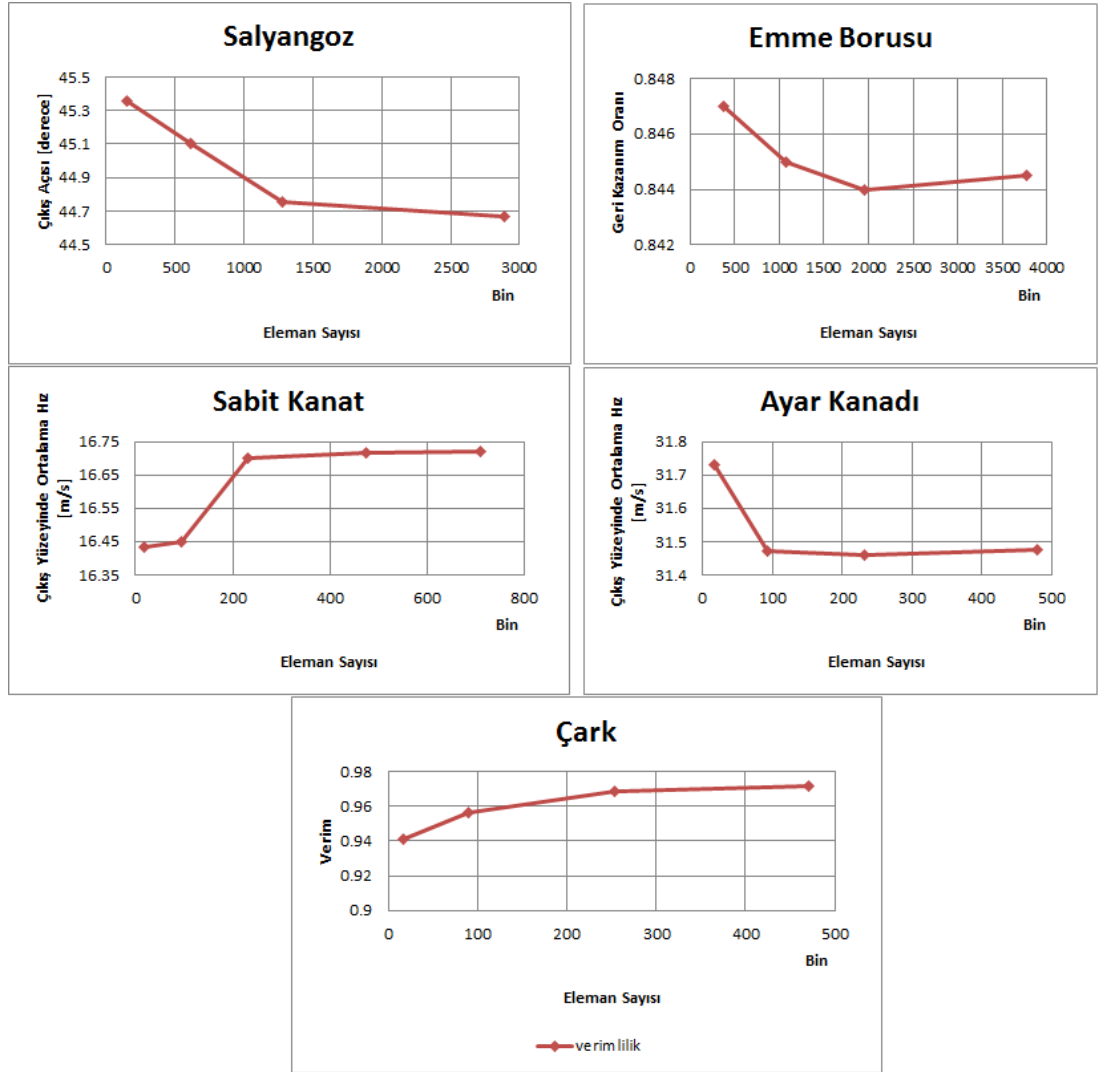 Salyangoz
Çıkış Açısı [derece]
45.5
45.3
45.1
44.9
44.7
44.5
0 500 1000 1500 2000 2500 3000
Bin
Eleman Sayısı
Emme Borusu
Geri Kazanım Oranı
0.848
0.846
0.844
0.842
0 500 1000 1500 2000 2500 3000 3500 4000
Bin
Eleman Sayısı
Sabit Kanat
Çıkış Yüzeyinde Ortalama Hız
[m/s]
16.75
16.65
16.55
16.45
16.35
0 200 400 600 800
Bin
Eleman Sayısı
Ayar Kanadı
Çıkış Yüzeyinde Ortalama Hız
[m/s]
31.8
31.7
31.6
31.5
31.4
0 100 200 300 400 500
Bin
Eleman Sayısı
Çark
Verim
0.98
0.96
0.94
0.92
0.9
0 100 200 300 400 500
Bin
Eleman Sayısı
verimlilik